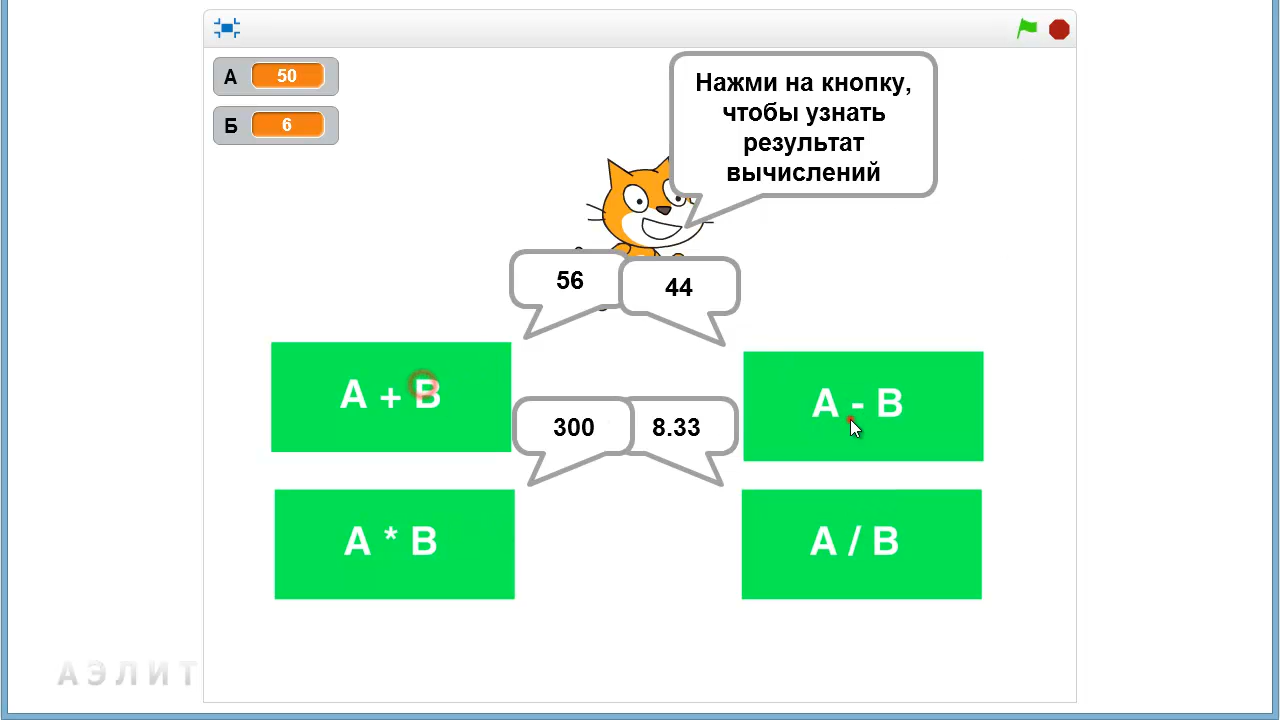 А 50
Б 6
Нажми на кнопку,
чтобы узнать
результат
вычислений
56
44
A + B
A - B
300
8.33
A * B
A / B
АЭЛИТ